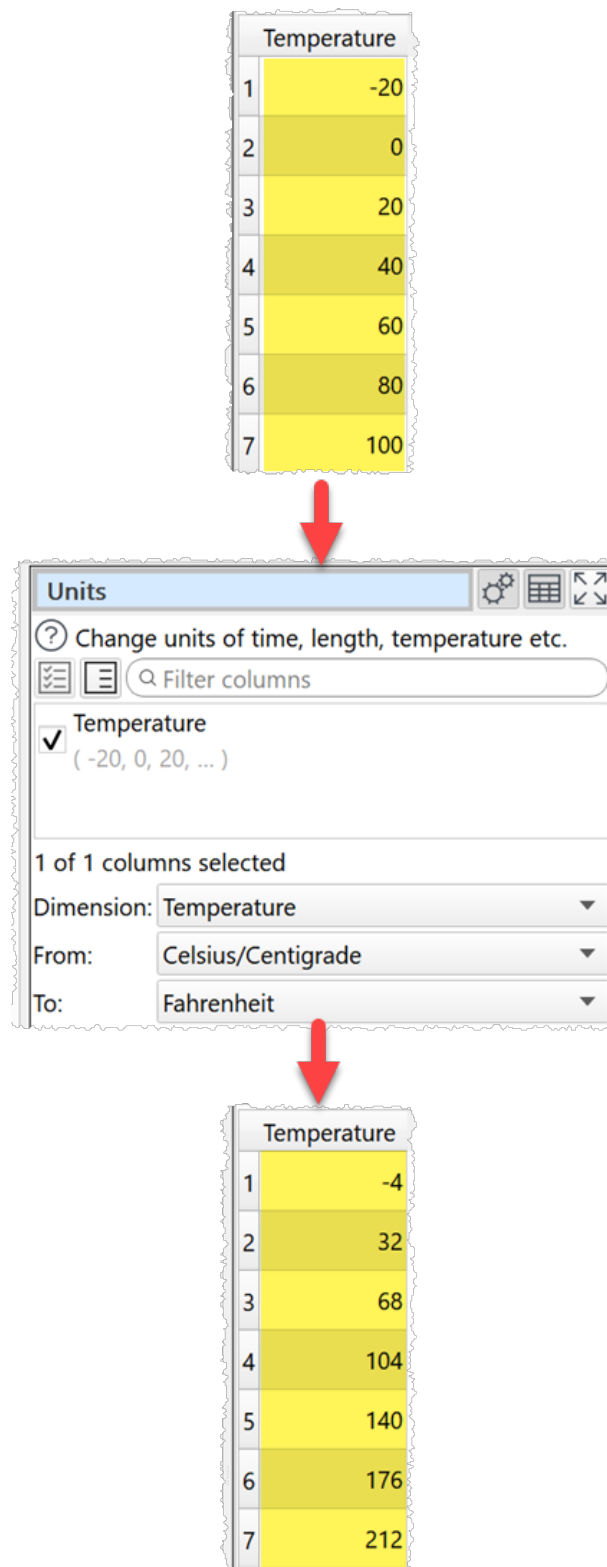 Temperature
1 -20
2 0
3 20
4 40
5 60
6 80
7 100
Units
? Change units of time, length, temperature etc.
Filter columns
Temperature
( -20, 0, 20, ... )
1 of 1 columns selected
Dimension: Temperature
From: Celsius/Centigrade
To: Fahrenheit
Temperature
1 -4
2 32
3 68
4 104
5 140
6 176
7 212